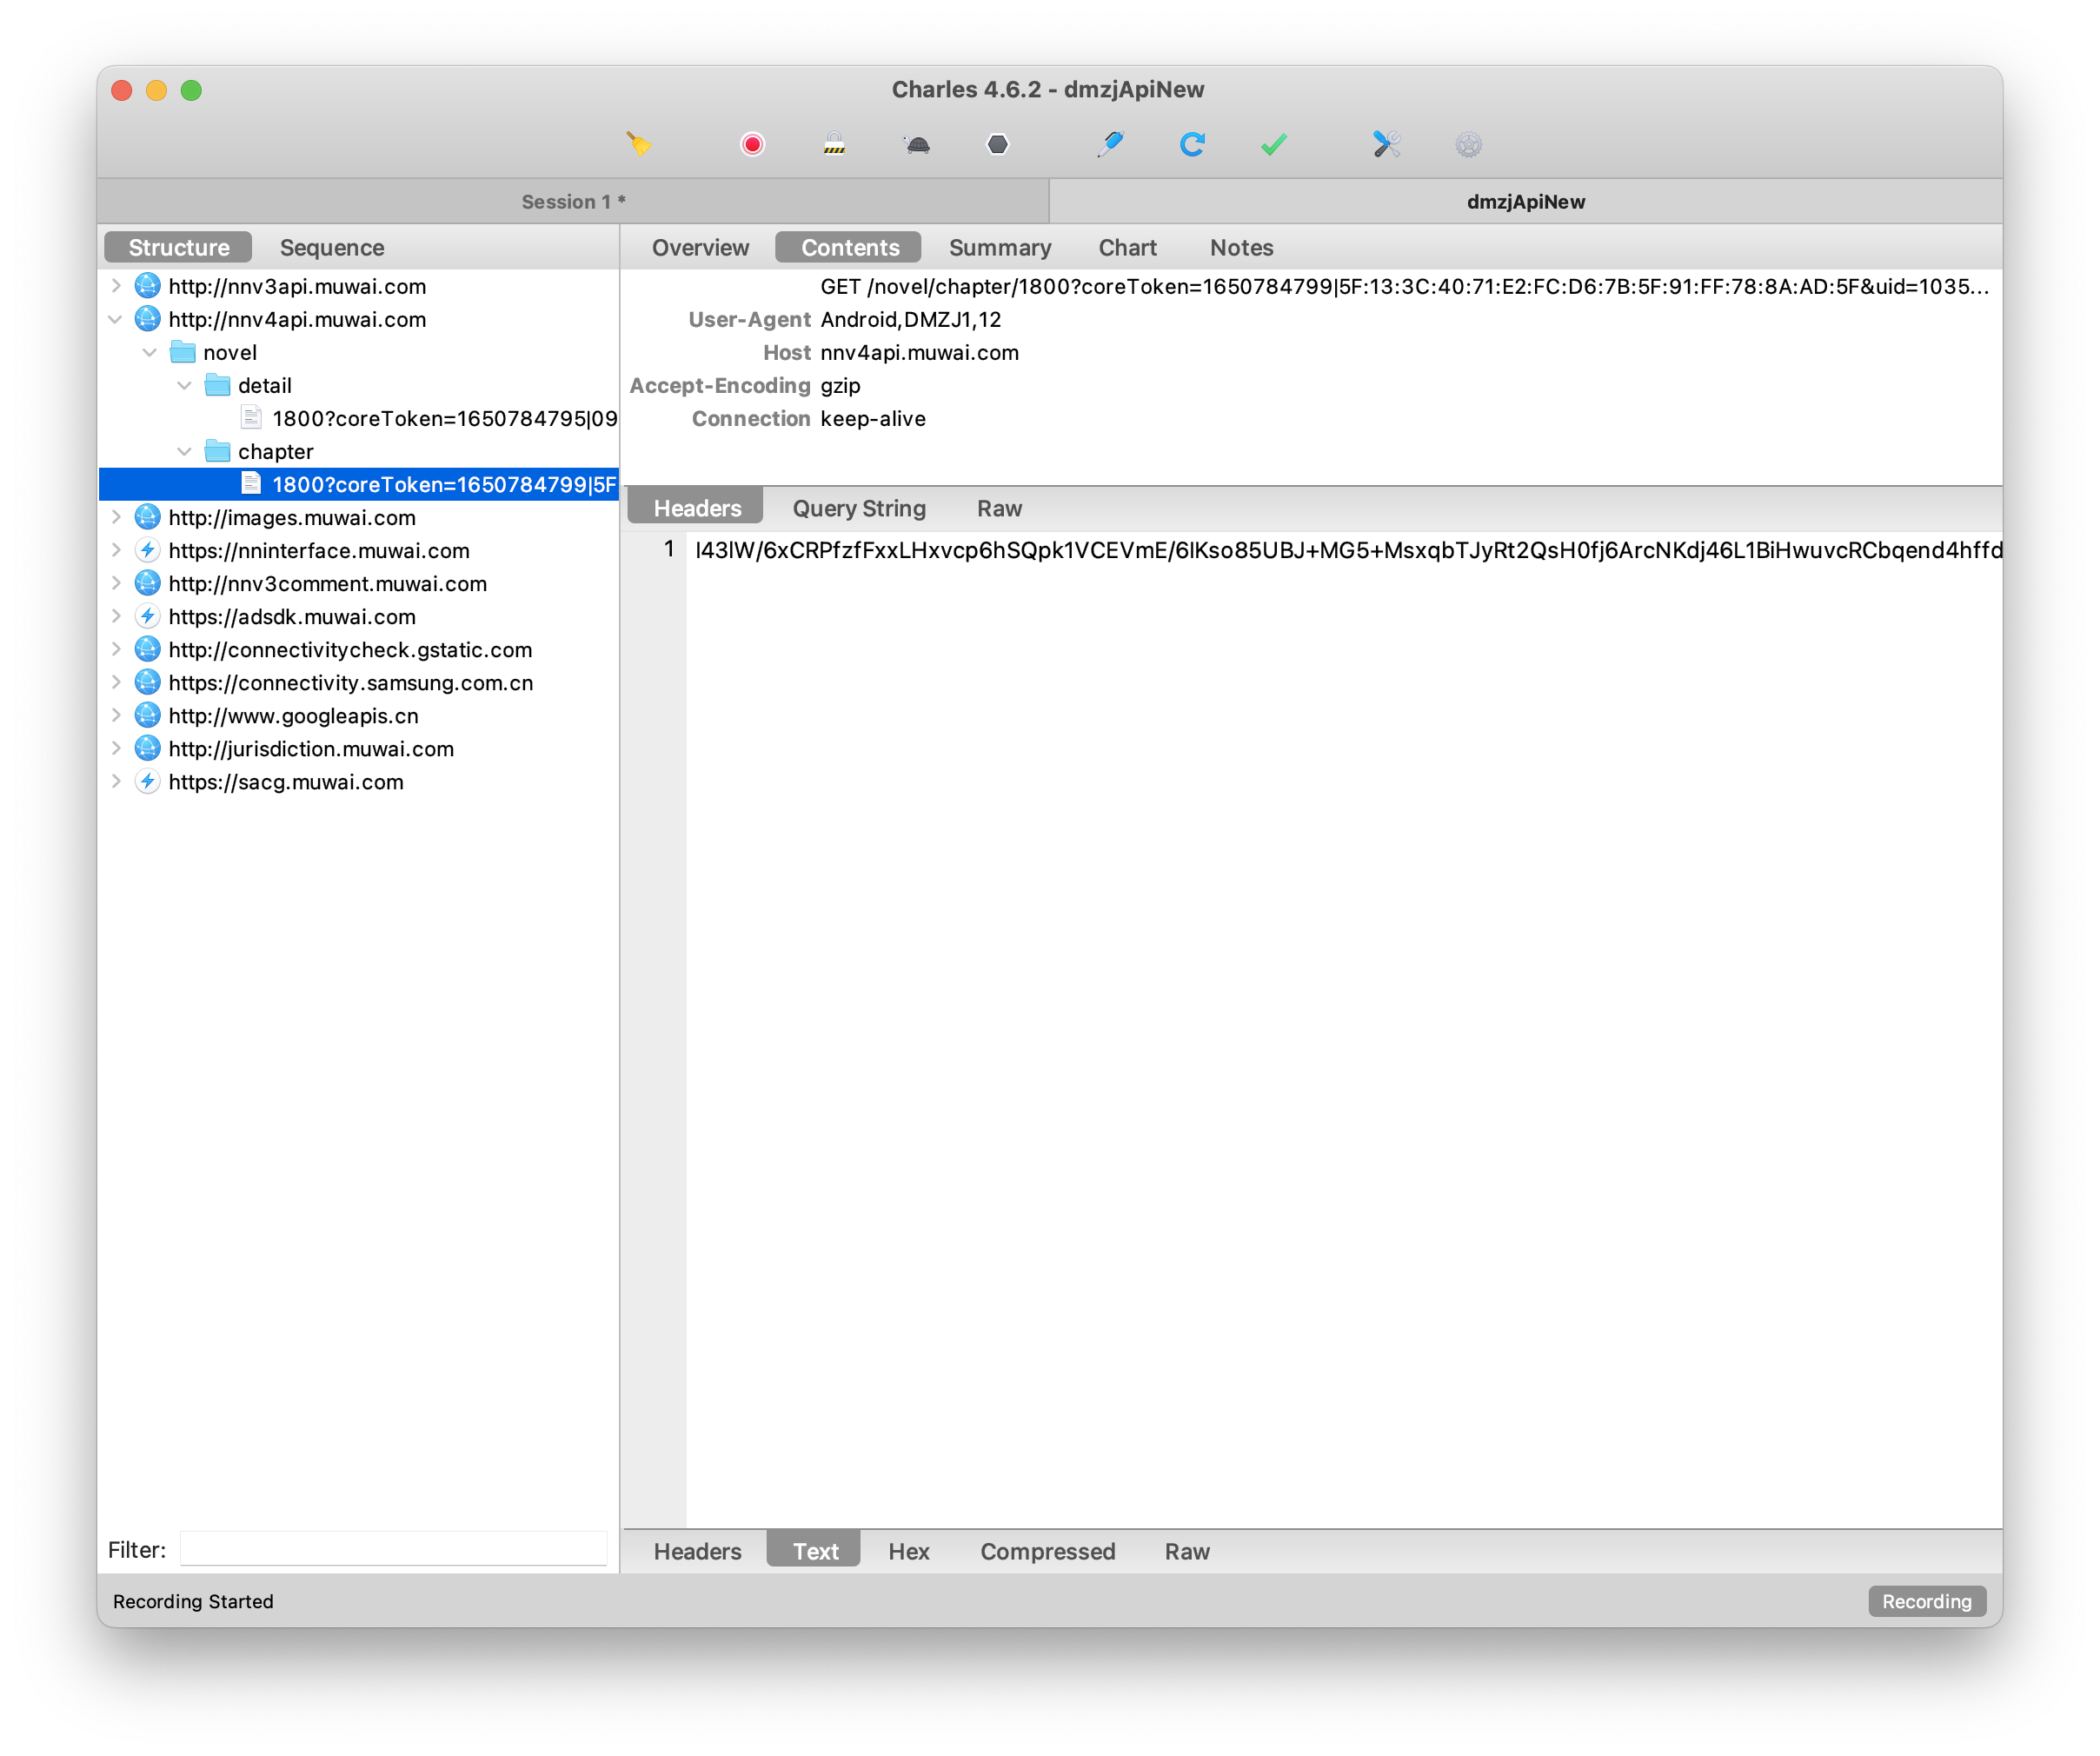 Charles 4.6.2 - dmzjApiNew
Session 1 *
dmzjApiNew
Structure
Sequence
Overview
Contents
Summary
Chart
Notes
http://nnv3api.muwai.com
http://nnv4api.muwai.com
novel
detail
1800?coreToken=1650784795|09
chapter
1800?coreToken=1650784799|5F
http://images.muwai.com
https://nninterface.muwai.com
http://nnv3comment.muwai.com
https://adsdk.muwai.com
http://connectivitycheck.gstatic.com
https://connectivity.samsung.com.cn
http://www.googleapis.cn
http://jurisdiction.muwai.com
https://sacg.muwai.com
GET /novel/chapter/1800?coreToken=1650784799|5F:13:3C:40:71:E2:FC:D6:7B:5F:91:FF:78:8A:AD:5F&uid=1035...
User-Agent Android,DMZJ1,12
Host nnv4api.muwai.com
Accept-Encoding gzip
Connection keep-alive
Headers
Query String
Raw
1 I43lW/6xCRPfzfFxxLHxvcp6hSQpk1VCEVmE/6IKso85UBJ+MG5+MsxqbTJyRt2QsH0fj6ArcNKdj46L1BiHwuvcRCbqend4hffd
Headers
Text
Hex
Compressed
Raw
Filter:
Recording Started
Recording